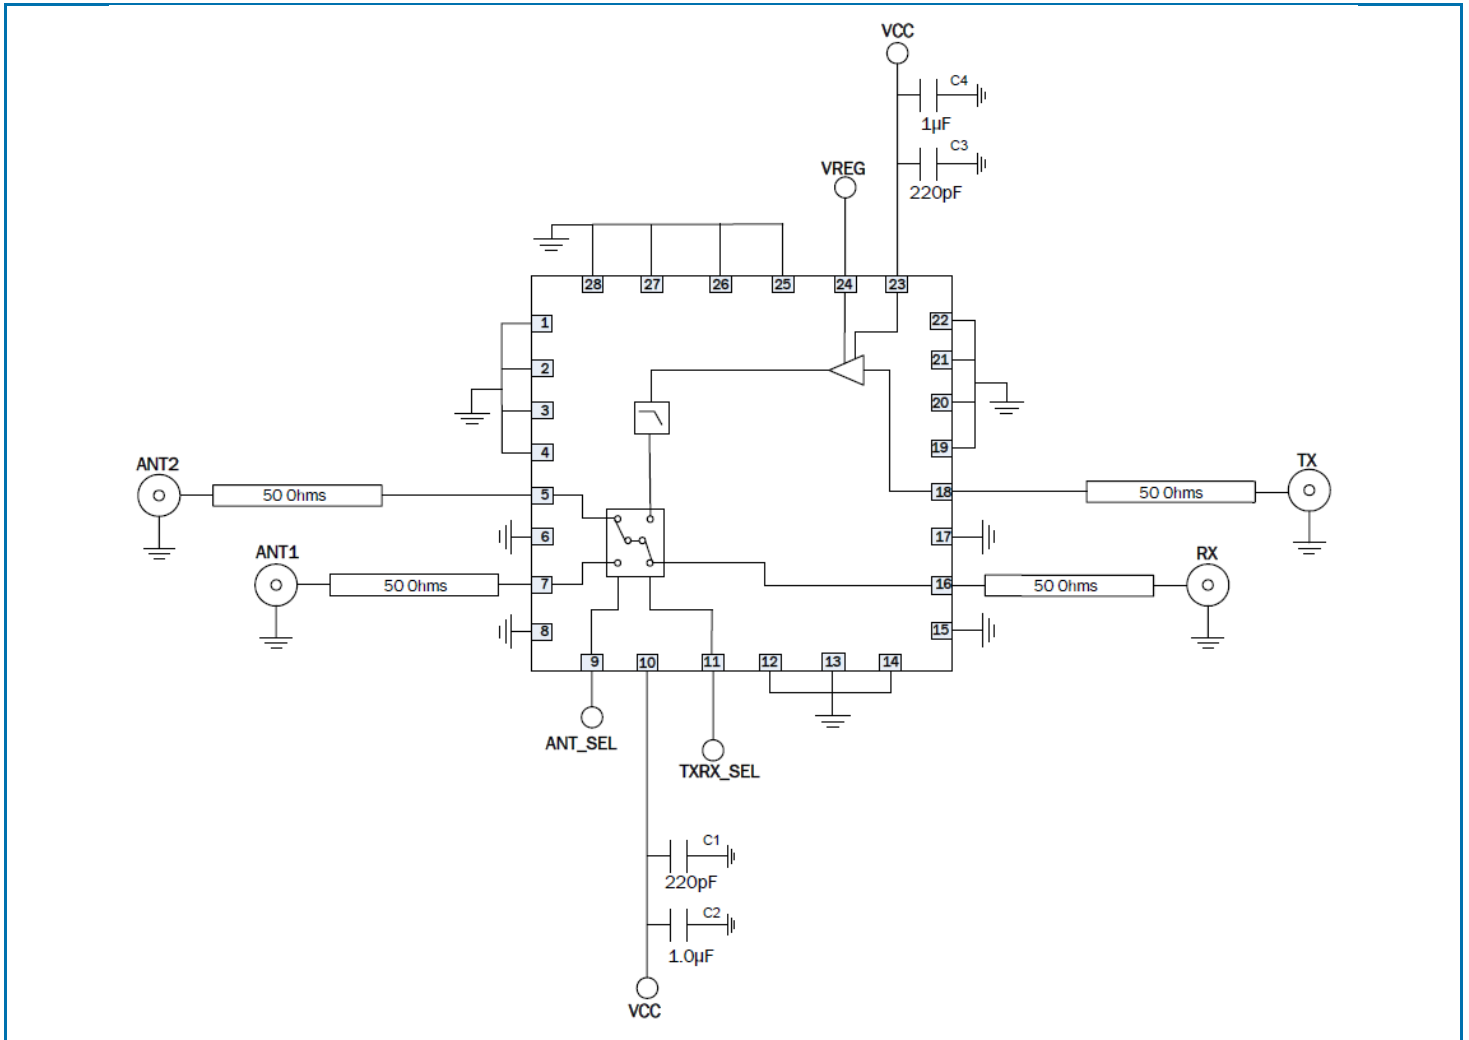 VCC
C4
1µF
C3
VREG
220pF
28 27 26 25 24 23
1
22
2
21
3
20
4
19
ANT2
TX
50 Ohms
5
18
50 Ohms
6
17
ANT1
RX
50 Ohms
7
16
50 Ohms
8
15
9 10 11 12 13 14
ANT_SEL
TXRX_SEL
C1
220pF
C2
1.0µF
VCC